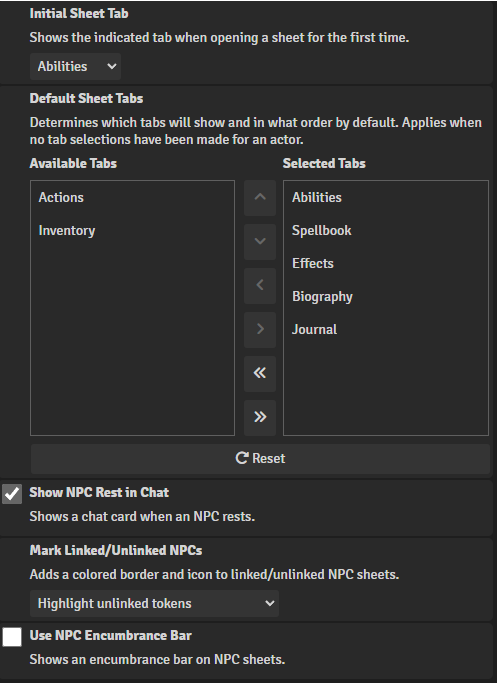 Initial Sheet Tab
Shows the indicated tab when opening a sheet for the first time.
Abilities
Default Sheet Tabs
Determines which tabs will show and in what order by default. Applies when
no tab selections have been made for an actor.
Available Tabs
Selected Tabs
Actions
Inventory
Abilities
Spellbook
Effects
Biography
Journal
Reset
Show NPC Rest in Chat
Shows a chat card when an NPC rests.
Mark Linked/Unlinked NPCs
Adds a colored border and icon to linked/unlinked NPC sheets.
Highlight unlinked tokens
Use NPC Encumbrance Bar
Shows an encumbrance bar on NPC sheets.